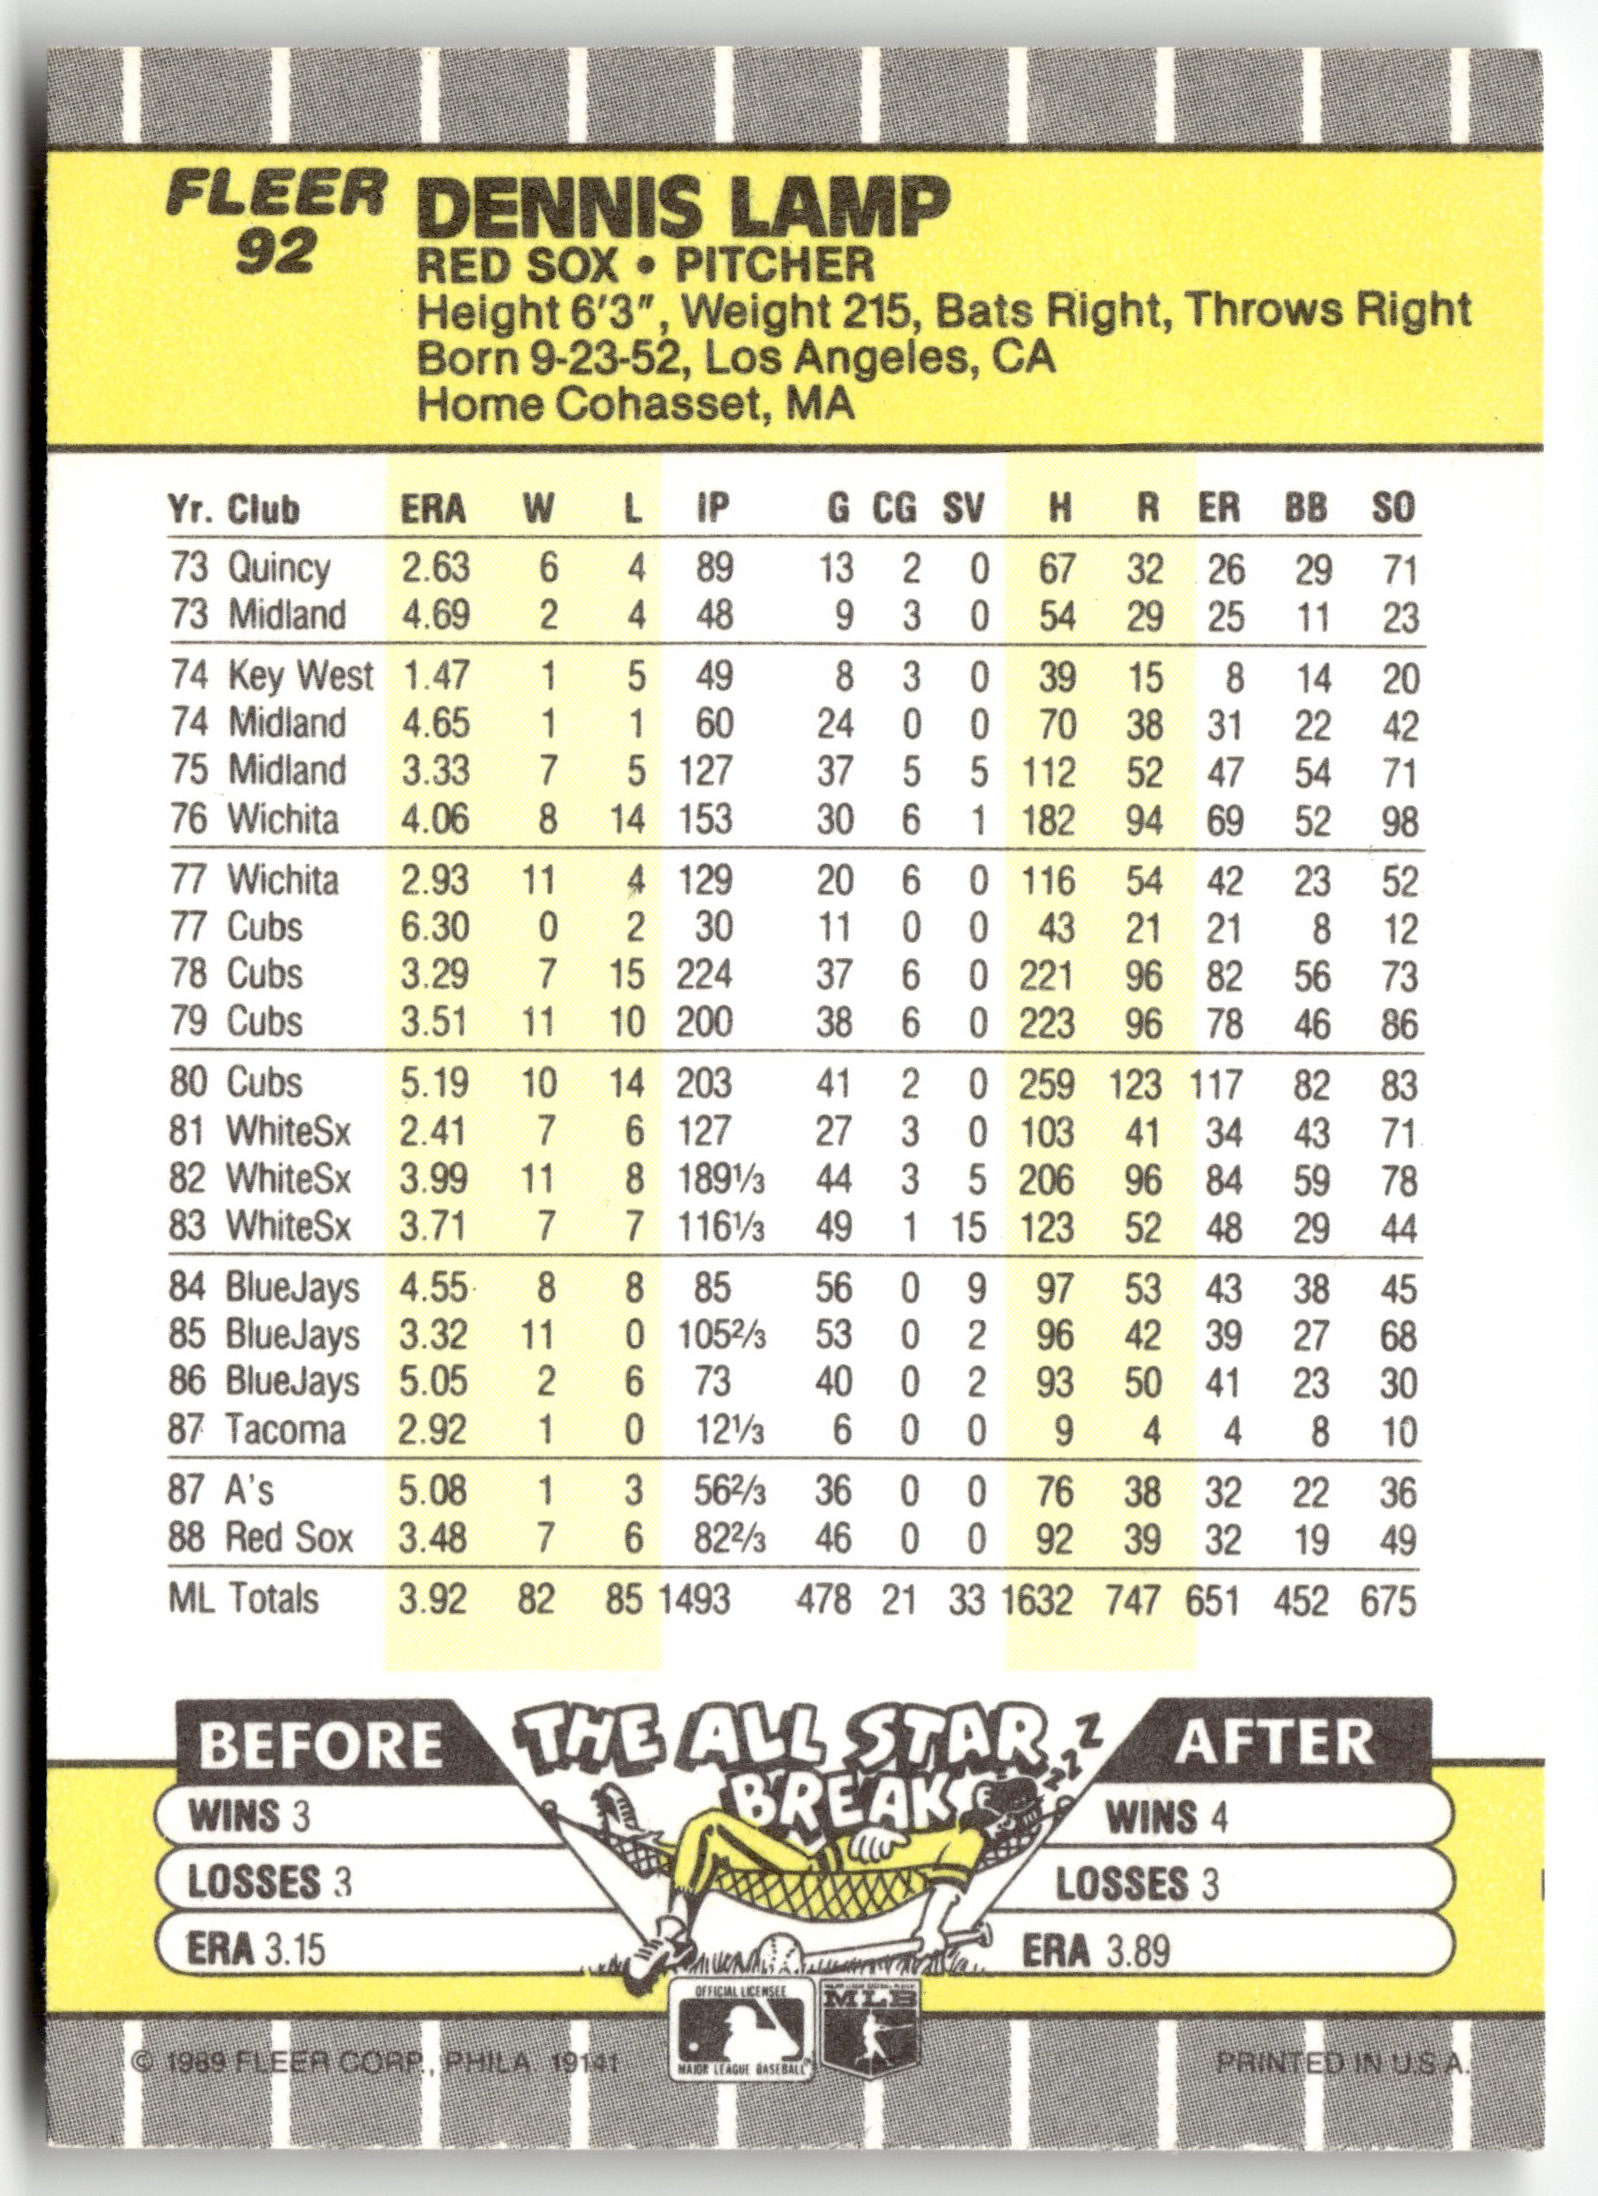 FLEER
92
DENNIS LAMP
RED SOX • PITCHER
Height 6'3", Weight 215, Bats Right, Throws Right
Born 9-23-52, Los Angeles, CA
Home Cohasset, MA
Yr. Club ERA W L IP G CG SV H R ER BB SO
73 Quincy 2.63 6 4 89 13 2 0 67 32 26 29 71
73 Midland 4.69 2 4 48 9 3 0 54 29 25 11 23
74 Key West 1.47 1 5 49 8 3 0 39 15 8 14 20
74 Midland 4.65 1 1 60 24 0 0 70 38 31 22 42
75 Midland 3.33 7 5 127 37 5 5 112 52 47 54 71
76 Wichita 4.06 8 14 153 30 6 1 182 94 69 52 98
77 Wichita 2.93 11 4 129 20 6 0 116 54 42 23 52
77 Cubs 6.30 0 2 30 11 0 0 43 21 21 8 12
78 Cubs 3.29 7 15 224 37 6 0 221 96 82 56 73
79 Cubs 3.51 11 10 200 38 6 0 223 96 78 46 86
80 Cubs 5.19 10 14 203 41 2 0 259 123 117 82 83
81 WhiteSx 2.41 7 6 127 27 3 0 103 41 34 43 71
82 WhiteSx 3.99 11 8 189⅓ 44 3 5 206 96 84 59 78
83 WhiteSx 3.71 7 7 116⅓ 49 1 15 123 52 48 29 44
84 BlueJays 4.55 8 8 85 56 0 9 97 53 43 38 45
85 BlueJays 3.32 11 0 105⅔ 53 0 2 96 42 39 27 68
86 BlueJays 5.05 2 6 73 40 0 2 93 50 41 23 30
87 Tacoma 2.92 1 0 12⅓ 6 0 0 9 4 4 8 10
87 A's 5.08 1 3 56⅔ 36 0 0 76 38 32 22 36
88 Red Sox 3.48 7 6 82⅔ 46 0 0 92 39 32 19 49
ML Totals 3.92 82 85 1493 478 21 33 1632 747 651 452 675
BEFORE THE ALL STAR BREAK ZZZZ AFTER
WINS 3 WINS 4
LOSSES 3 LOSSES 3
ERA 3.15 ERA 3.89
OFFICIAL LICENSEE
MAJOR LEAGUE BASEBALL
MLB
© 1989 FLEER CORP., PHILA. 19141 PRINTED IN U.S.A.